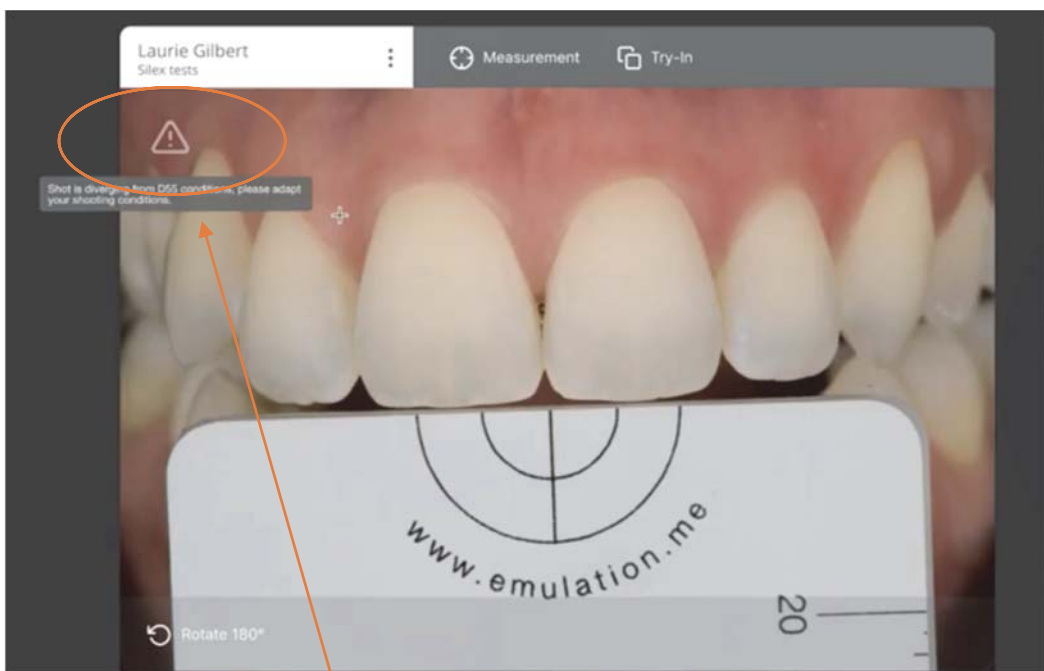 Laurie Gilbert
Silex tests
Measurement
Try-In
Shot is diverging from D55 conditions, please adapt
your shooting conditions.
www.emulation.me
20
Rotate 180°